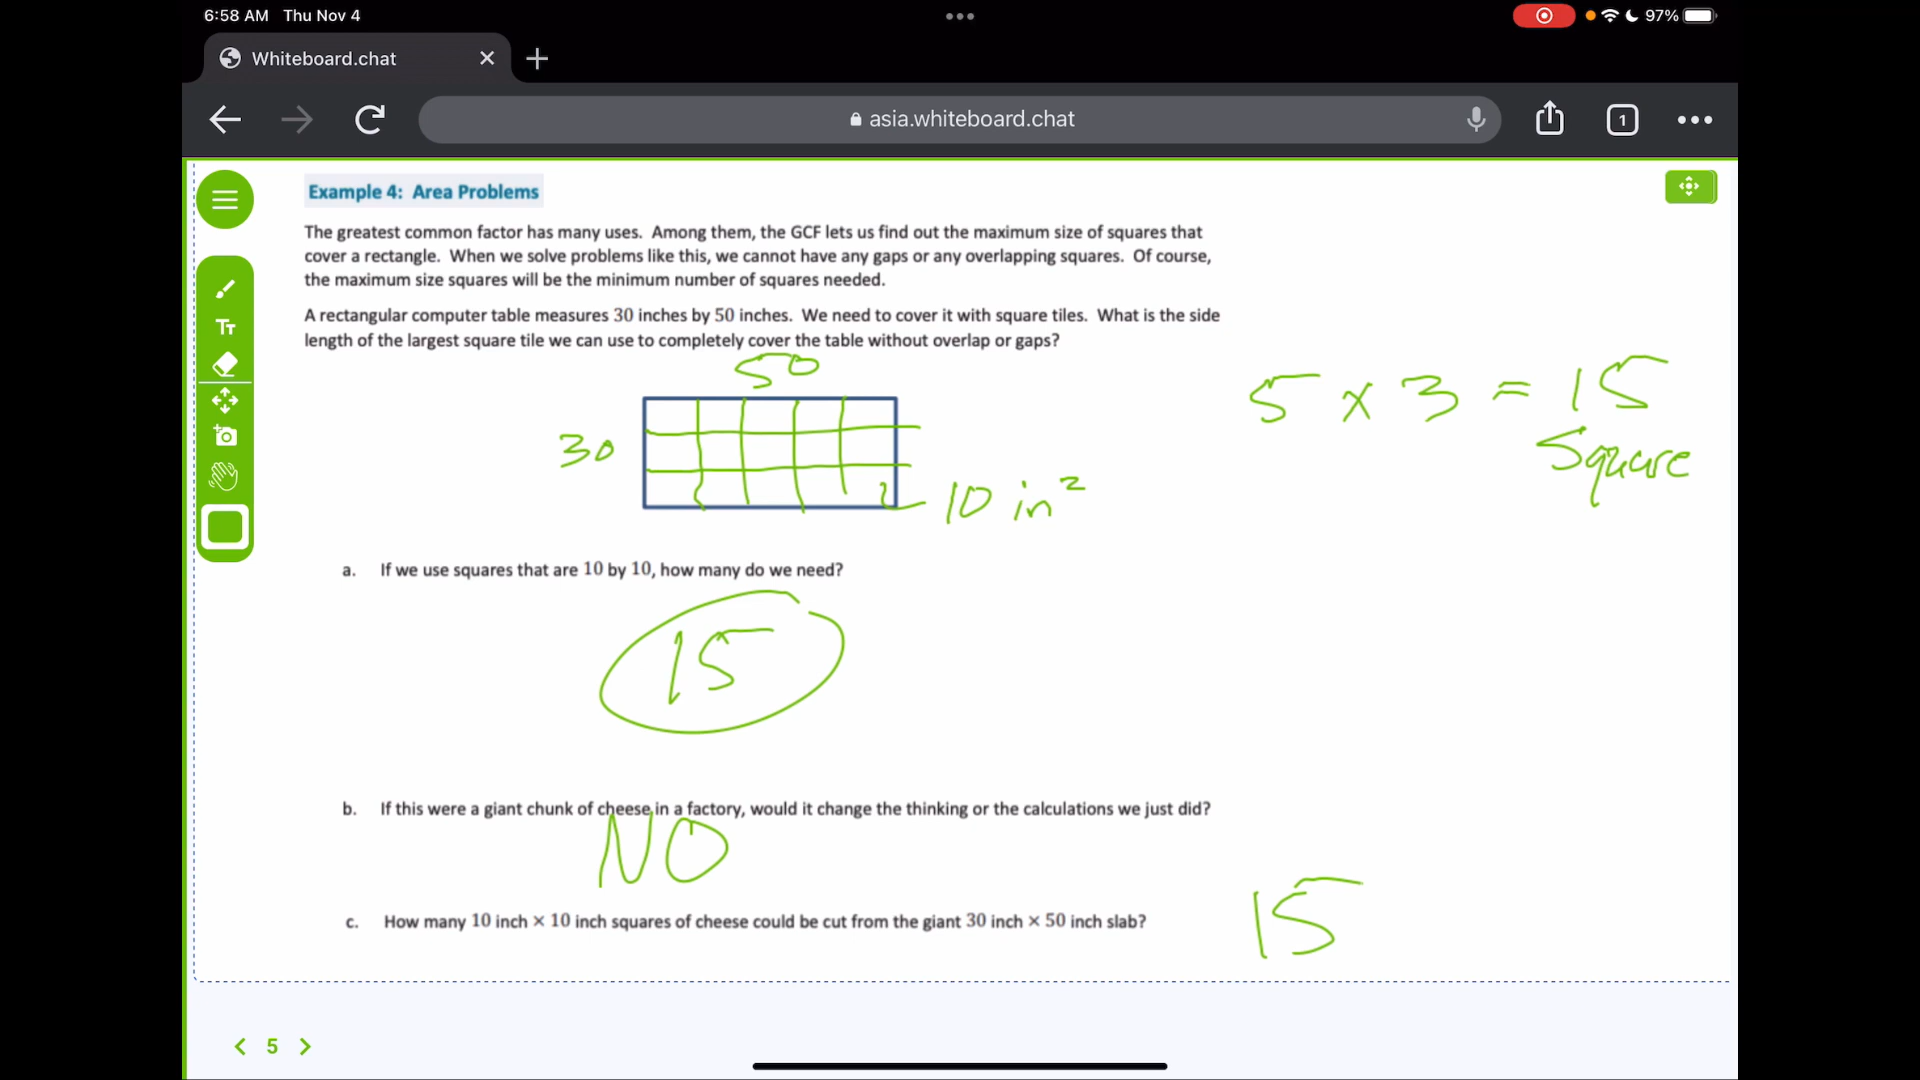 6:58 AM Thu Nov 4
97%
Whiteboard.chat
asia.whiteboard.chat
1
Example 4: Area Problems
The greatest common factor has many uses. Among them, the GCF lets us find out the maximum size of squares that
cover a rectangle. When we solve problems like this, we cannot have any gaps or any overlapping squares. Of course,
the maximum size squares will be the minimum number of squares needed.
A rectangular computer table measures 30 inches by 50 inches. We need to cover it with square tiles. What is the side
length of the largest square tile we can use to completely cover the table without overlap or gaps?
Tт
50
30
10 in²
5 x 3 = 15
Square
a. If we use squares that are 10 by 10, how many do we need?
15
b. If this were a giant chunk of cheese in a factory, would it change the thinking or the calculations we just did?
NO
c. How many 10 inch × 10 inch squares of cheese could be cut from the giant 30 inch × 50 inch slab?
15
< 5 >